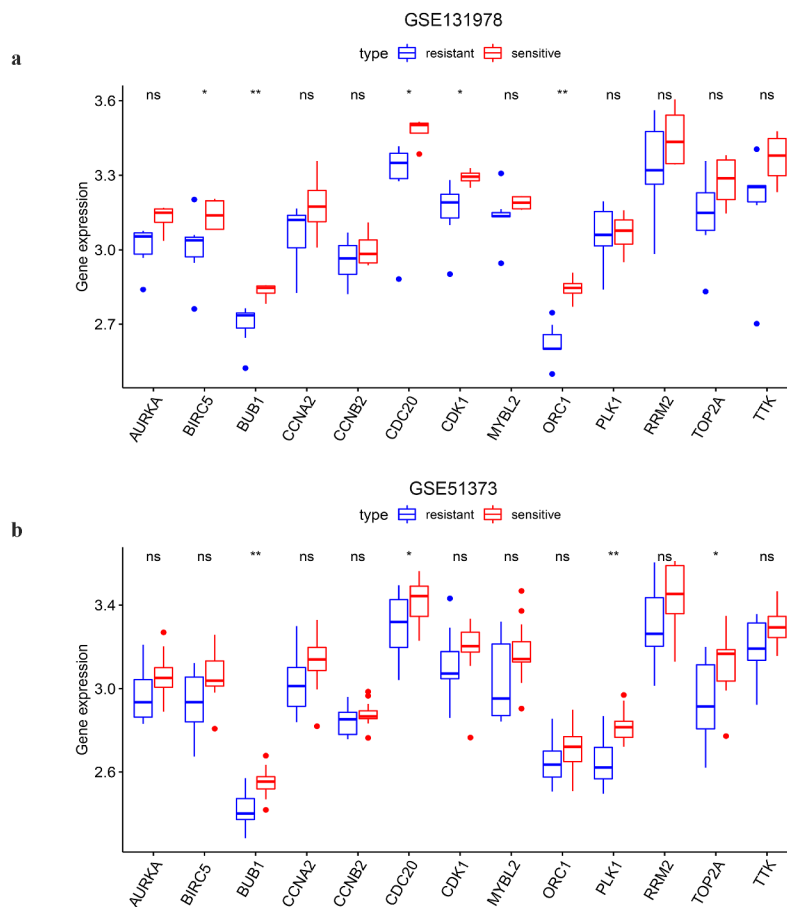 GSE131978
type resistant sensitive
a
ns * ** ns ns * * ns ** ns ns ns ns
3.6
3.3
3.0
2.7
Gene expression
AURKA BIRC5 BUB1 CCNA2 CCNB2 CDC20 CDK1 MYBL2 ORC1 PLK1 RRM2 TOP2A TTK
GSE51373
type resistant sensitive
b
ns ns ** ns ns * ns ns ns ** ns * ns
3.4
3.0
2.6
Gene expression
AURKA BIRC5 BUB1 CCNA2 CCNB2 CDC20 CDK1 MYBL2 ORC1 PLK1 RRM2 TOP2A TTK